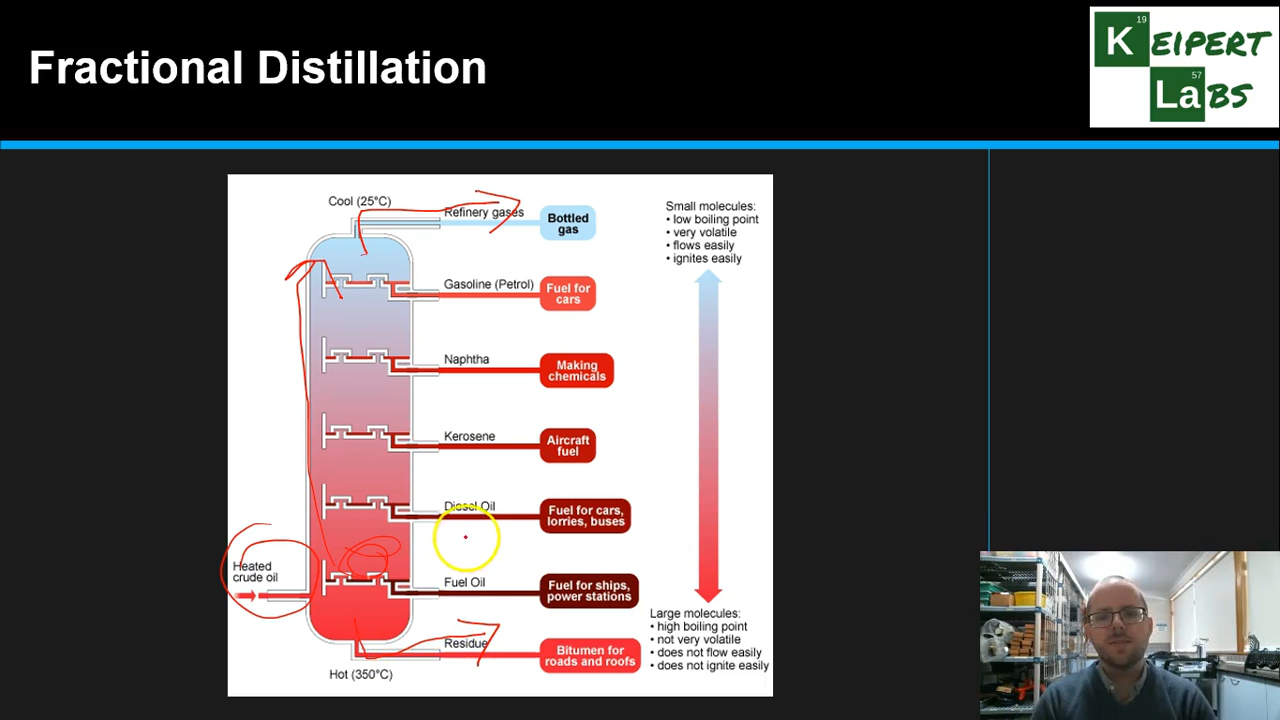 Fractional Distillation
19
K EIPERT
57
La BS
Cool (25°C)
Refinery gases
Bottled
gas
Gasoline (Petrol)
Fuel for
cars
Naphtha
Making
chemicals
Kerosene
Aircraft
fuel
Diesel Oil
Fuel for cars,
lorries, buses
Heated
crude oil
Fuel Oil
Fuel for ships,
power stations
Residue
Bitumen for
roads and roofs
Hot (350°C)
Small molecules:
• low boiling point
• very volatile
• flows easily
• ignites easily
Large molecules:
• high boiling point
• not very volatile
• does not flow easily
• does not ignite easily